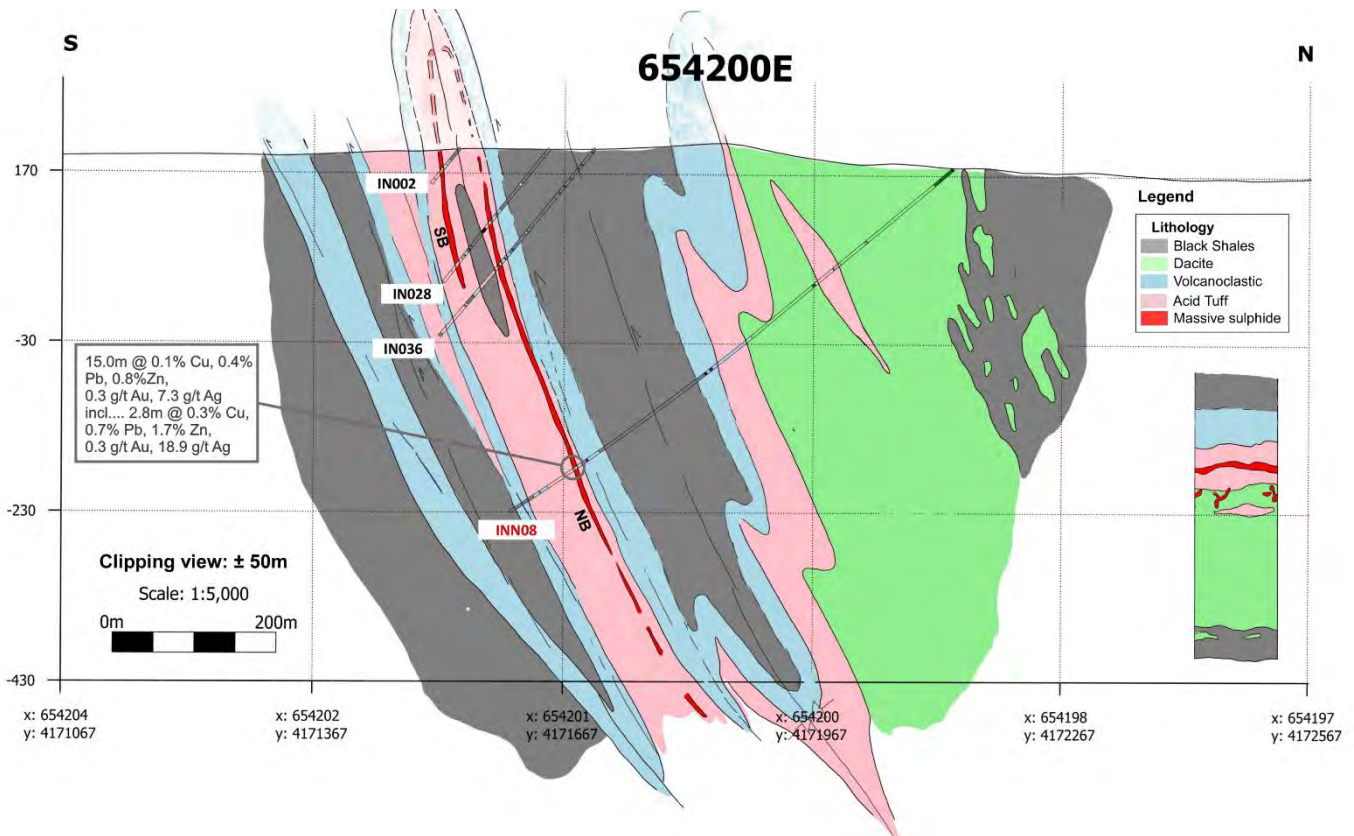 S
654200E
N
170
IN002
SB
IN028
IN036
-30
Legend
Lithology
Black Shales
Dacite
Volcanoclastic
Acid Tuff
Massive sulphide
15.0m @ 0.1% Cu, 0.4%
Pb, 0.8%Zn,
0.3 g/t Au, 7.3 g/t Ag
incl.... 2.8m @ 0.3% Cu,
0.7% Pb, 1.7% Zn,
0.3 g/t Au, 18.9 g/t Ag
-230
INN08
NB
Clipping view: ± 50m
Scale: 1:5,000
0m 200m
-430
x: 654204
y: 4171067
x: 654202
y: 4171367
x: 654201
y: 4171667
x: 654200
y: 4171967
x: 654198
y: 4172267
x: 654197
y: 4172567